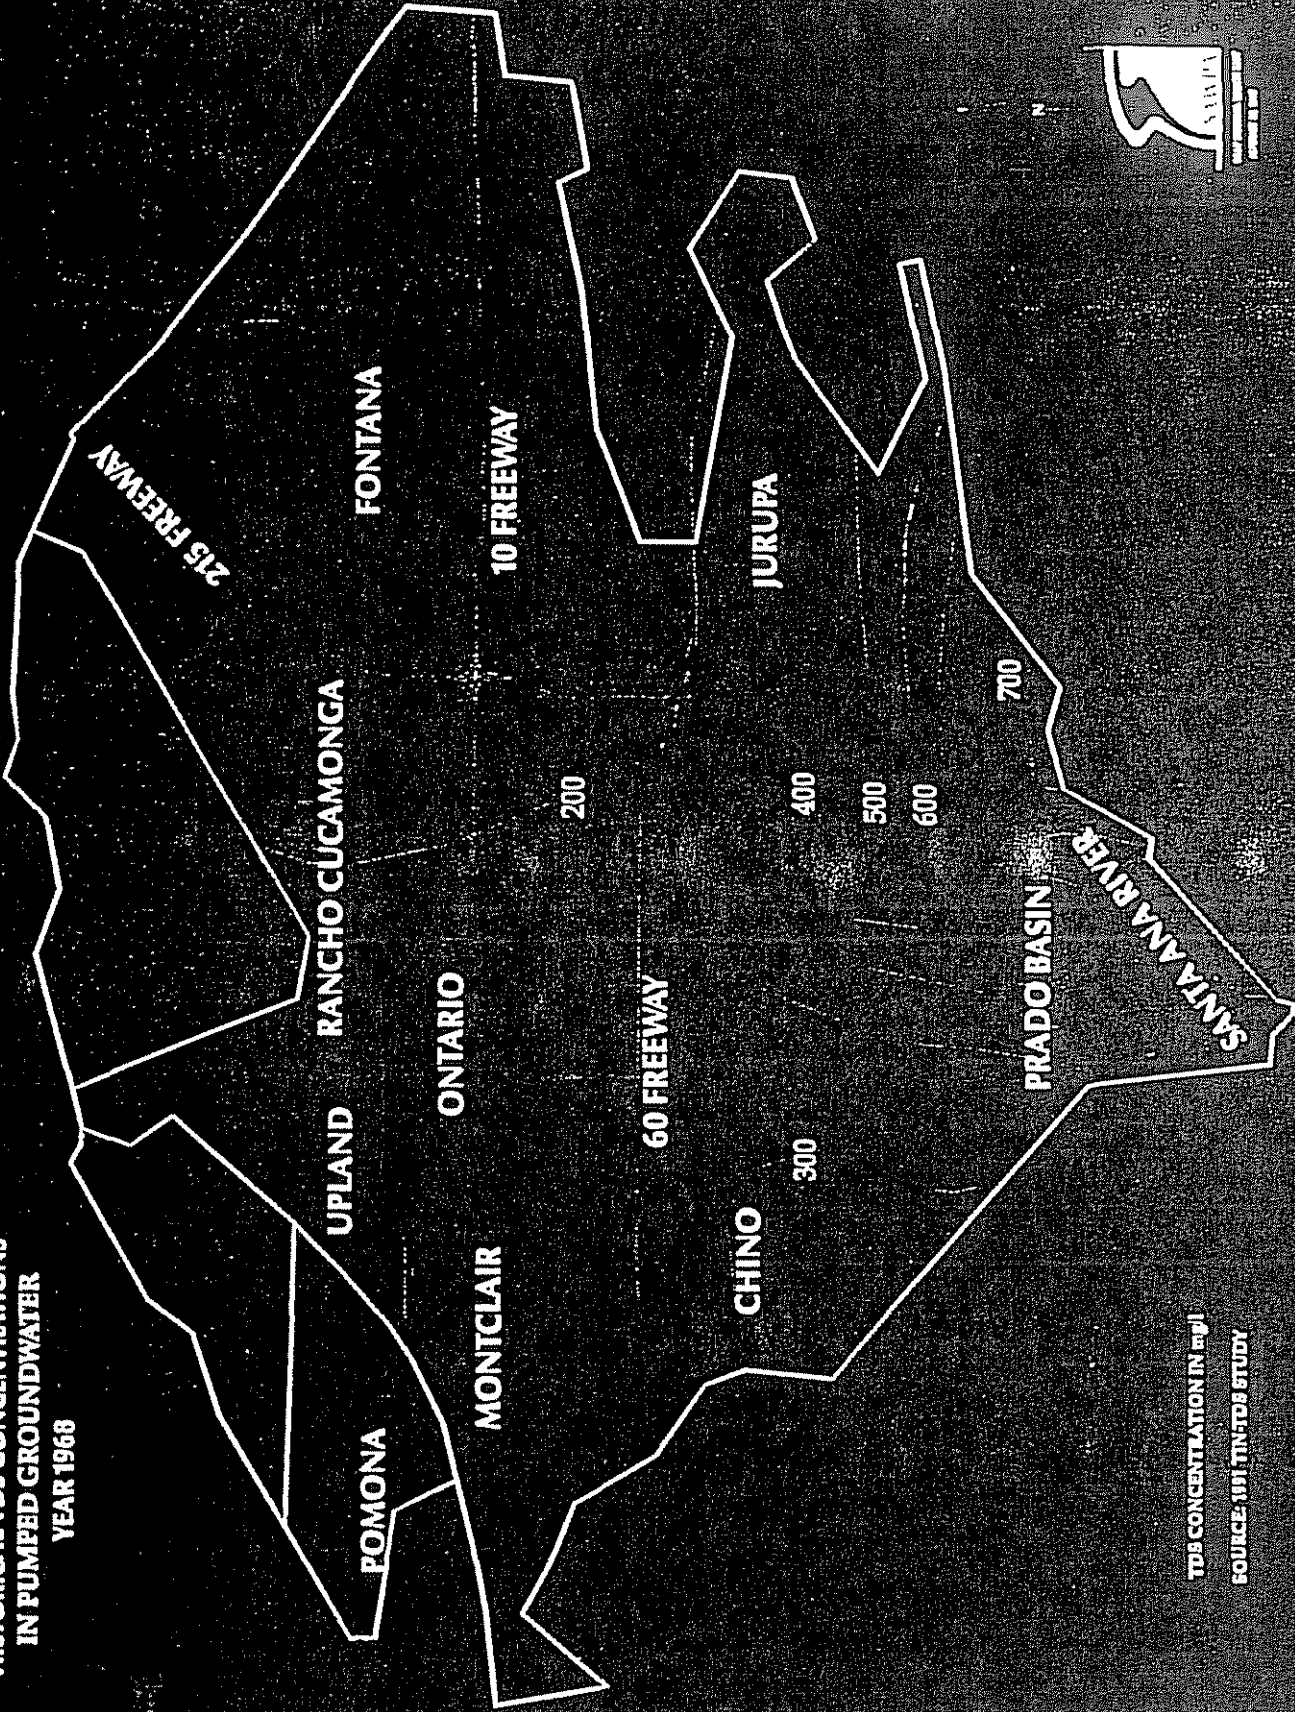 IN PUMPED GROUNDWATER
YEAR 1968
215 FREEWAY
FONTANA
RANCHO CUCAMONGA
UPLAND
POMONA
10 FREEWAY
ONTARIO
MONTCLAIR
200
60 FREEWAY
JURUPA
CHINO
300
400
500
600
700
PRADO BASIN
SANTA ANA RIVER
N
SAWPA
TDS CONCENTRATION IN mg/l
SOURCE: 1991 TIN-TDS STUDY